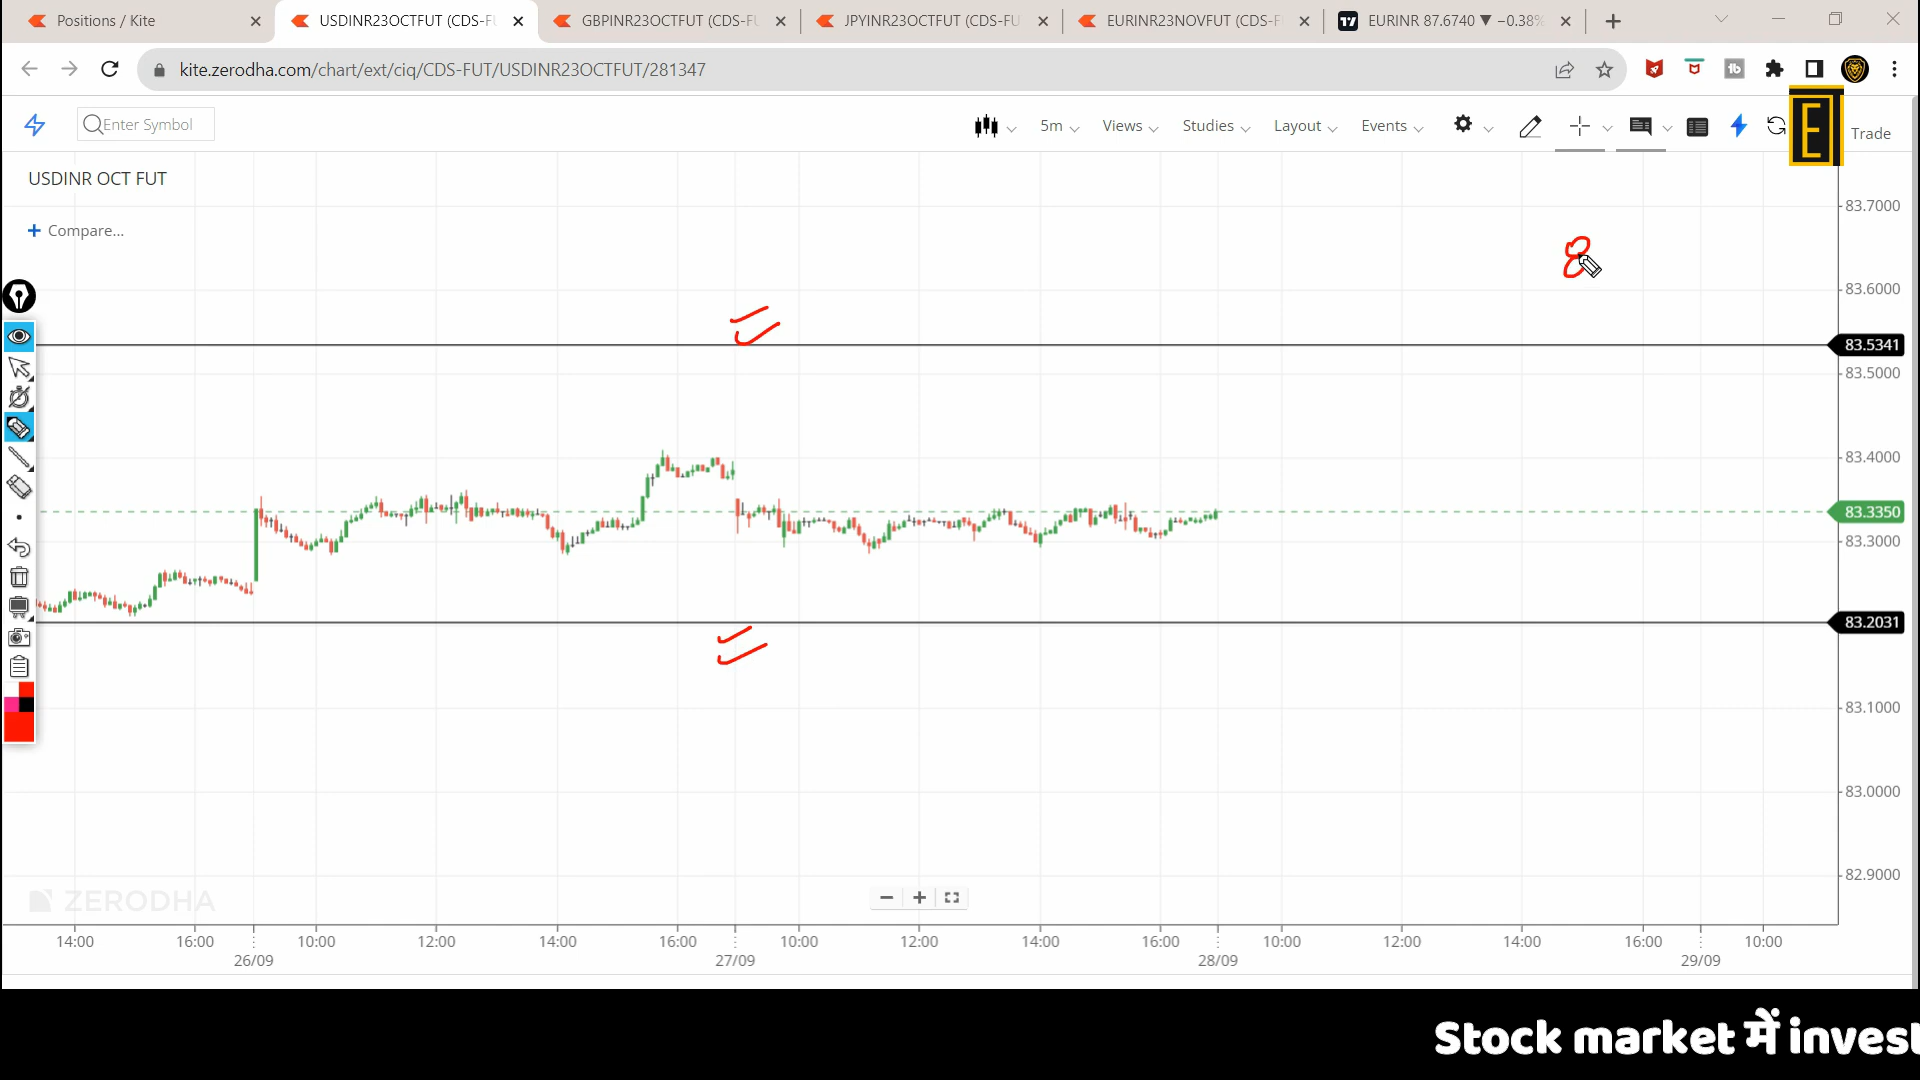 Positions / Kite
USDINR23OCTFUT (CDS-F
GBPINR23OCTFUT (CDS-F
JPYINR23OCTFUT (CDS-FU
EURINR23NOVFUT (CDS-F
EURINR 87.6740 ▼ −0.38%
kite.zerodha.com/chart/ext/ciq/CDS-FUT/USDINR23OCTFUT/281347
Enter Symbol
5m
Views
Studies
Layout
Events
E
Trade
USDINR OCT FUT
+ Compare...
8
83.7000
83.6000
83.5341
83.5000
83.4000
83.3350
83.3000
83.2031
83.1000
83.0000
82.9000
ZERODHA
14:00 16:00 10:00 12:00 14:00 16:00 10:00 12:00 14:00 16:00 10:00 12:00 14:00 16:00 10:00
26/09 27/09 28/09 29/09
Stock market में invest